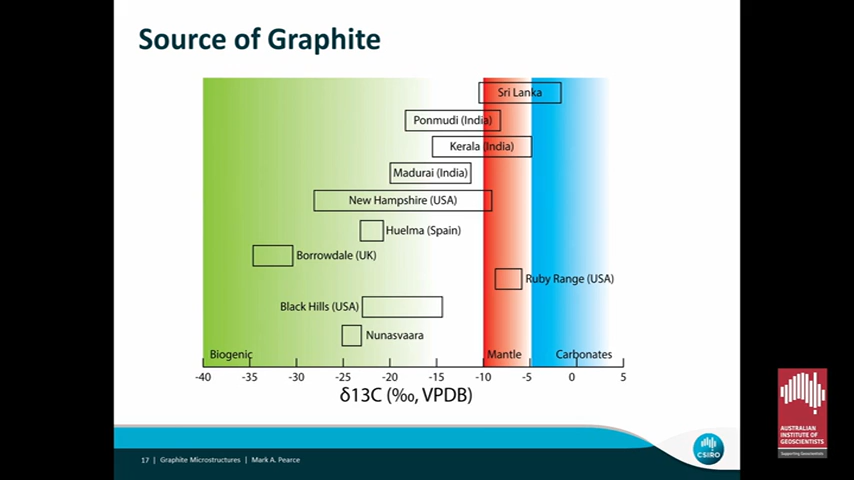 Source of Graphite
Sri Lanka
Ponmudi (India)
Kerala (India)
Madurai (India)
New Hampshire (USA)
Huelma (Spain)
Borrowdale (UK)
Ruby Range (USA)
Black Hills (USA)
Nunasvaara
Biogenic Mantle Carbonates
-40 -35 -30 -25 -20 -15 -10 -5 0 5
δ13C (‰, VPDB)
17 | Graphite Microstructures | Mark A. Pearce
CSIRO
AUSTRALIAN
INSTITUTE OF
GEOSCIENTISTS
Supporting Geoscientists